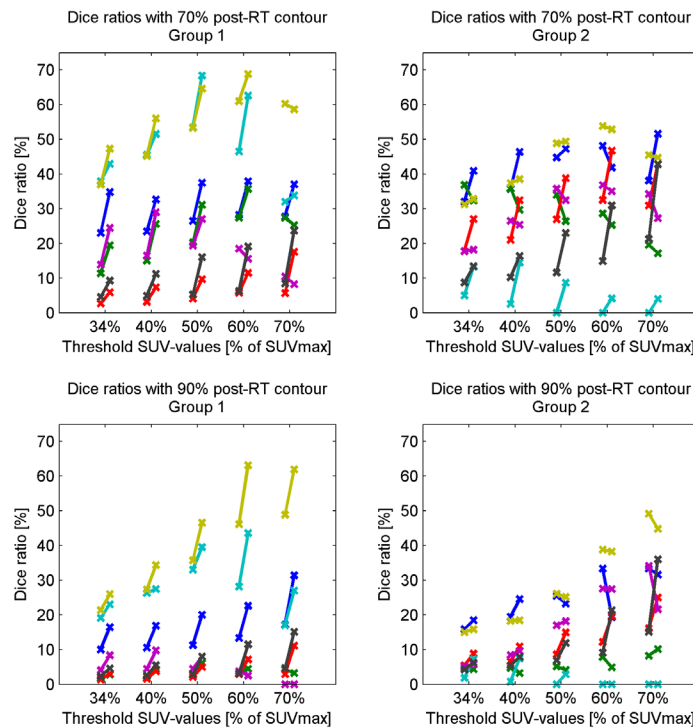 Dice ratios with 70% post-RT contour
Group 1
Dice ratio [%]
70
60
50
40
30
20
10
0
34% 40% 50% 60% 70%
Threshold SUV-values [% of SUVmax]
Dice ratios with 70% post-RT contour
Group 2
Dice ratio [%]
70
60
50
40
30
20
10
0
34% 40% 50% 60% 70%
Threshold SUV-values [% of SUVmax]
Dice ratios with 90% post-RT contour
Group 1
Dice ratio [%]
70
60
50
40
30
20
10
0
34% 40% 50% 60% 70%
Threshold SUV-values [% of SUVmax]
Dice ratios with 90% post-RT contour
Group 2
Dice ratio [%]
70
60
50
40
30
20
10
0
34% 40% 50% 60% 70%
Threshold SUV-values [% of SUVmax]